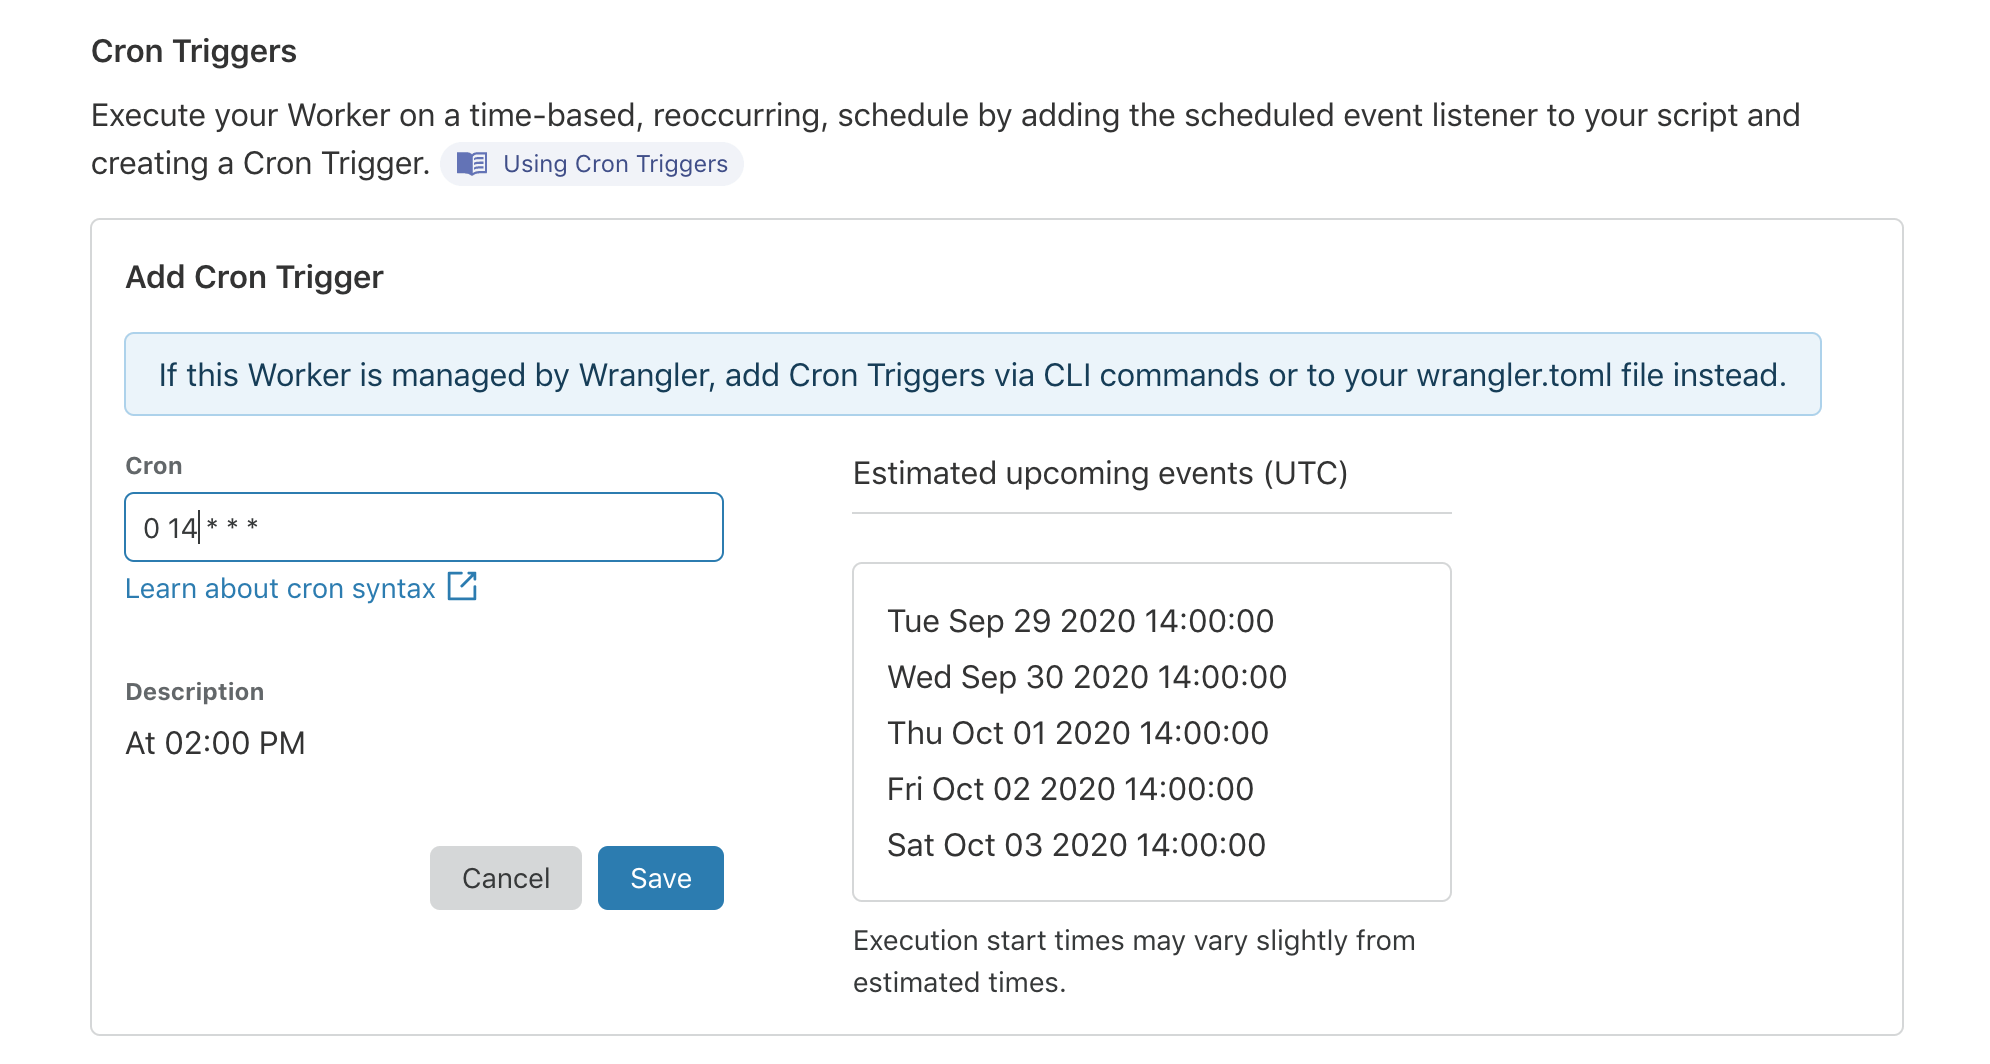 Cron Triggers
Execute your Worker on a time-based, reoccurring, schedule by adding the scheduled event listener to your script and
creating a Cron Trigger. Using Cron Triggers
Add Cron Trigger
If this Worker is managed by Wrangler, add Cron Triggers via CLI commands or to your wrangler.toml file instead.
Cron
0 14 * * *
Learn about cron syntax
Description
At 02:00 PM
Cancel Save
Estimated upcoming events (UTC)
Tue Sep 29 2020 14:00:00
Wed Sep 30 2020 14:00:00
Thu Oct 01 2020 14:00:00
Fri Oct 02 2020 14:00:00
Sat Oct 03 2020 14:00:00
Execution start times may vary slightly from
estimated times.